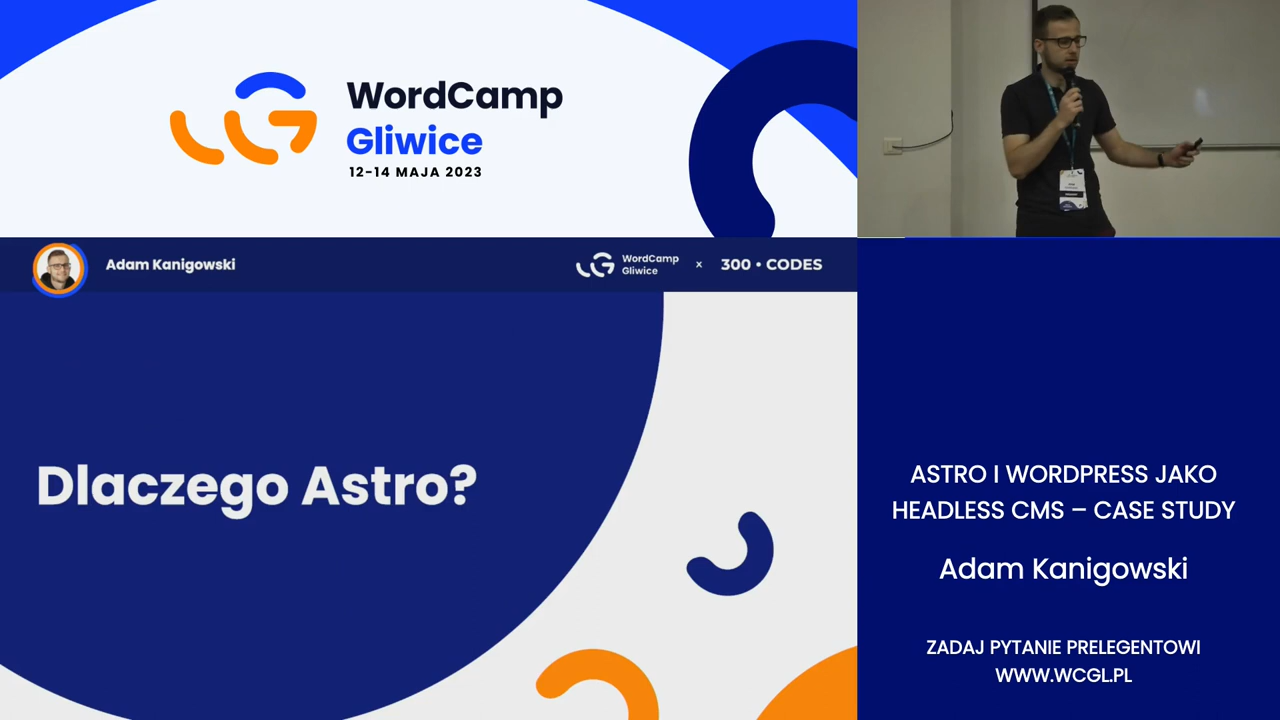 WordCamp
Gliwice
12-14 MAJA 2023
Adam Kanigowski
WordCamp
Gliwice
x
300 • CODES
Dlaczego Astro?
ASTRO I WORDPRESS JAKO
HEADLESS CMS – CASE STUDY
Adam Kanigowski
ZADAJ PYTANIE PRELEGENTOWI
WWW.WCGL.PL